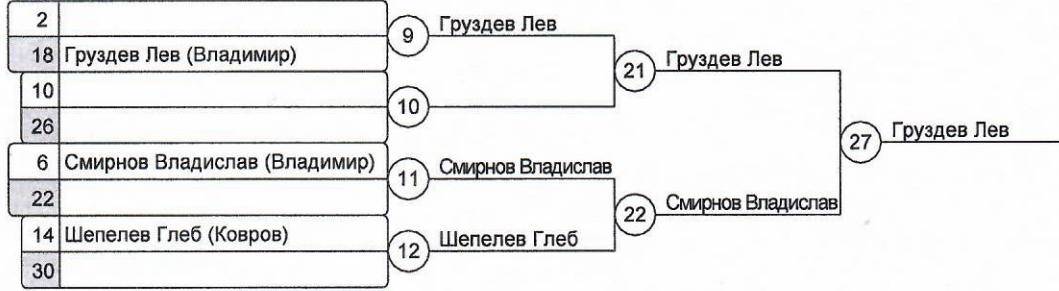 2
9
Груздев Лев
18 Груздев Лев (Владимир)
21
Груздев Лев
10
10
26
27
Груздев Лев
6 Смирнов Владислав (Владимир)
11
Смирнов Владислав
22
22
Смирнов Владислав
14 Шепелев Глеб (Ковров)
12
Шепелев Глеб
30